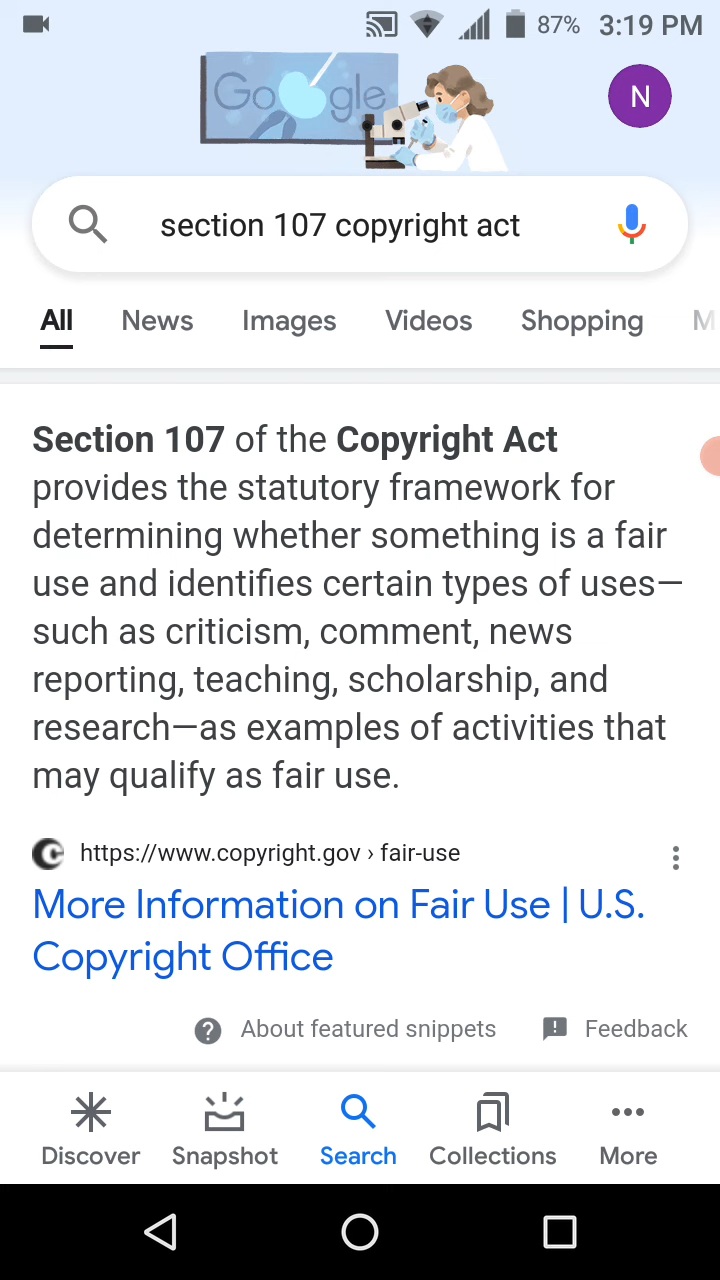 87% 3:19 PM
Google
N
section 107 copyright act
All News Images Videos Shopping M
Section 107 of the Copyright Act
provides the statutory framework for
determining whether something is a fair
use and identifies certain types of uses—
such as criticism, comment, news
reporting, teaching, scholarship, and
research—as examples of activities that
may qualify as fair use.
https://www.copyright.gov › fair-use
More Information on Fair Use | U.S.
Copyright Office
About featured snippets Feedback
Discover Snapshot Search Collections More